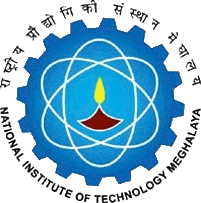 राष्ट्रीय प्रौद्योगिकी संस्थान मेघालय
NATIONAL INSTITUTE OF TECHNOLOGY MEGHALAYA